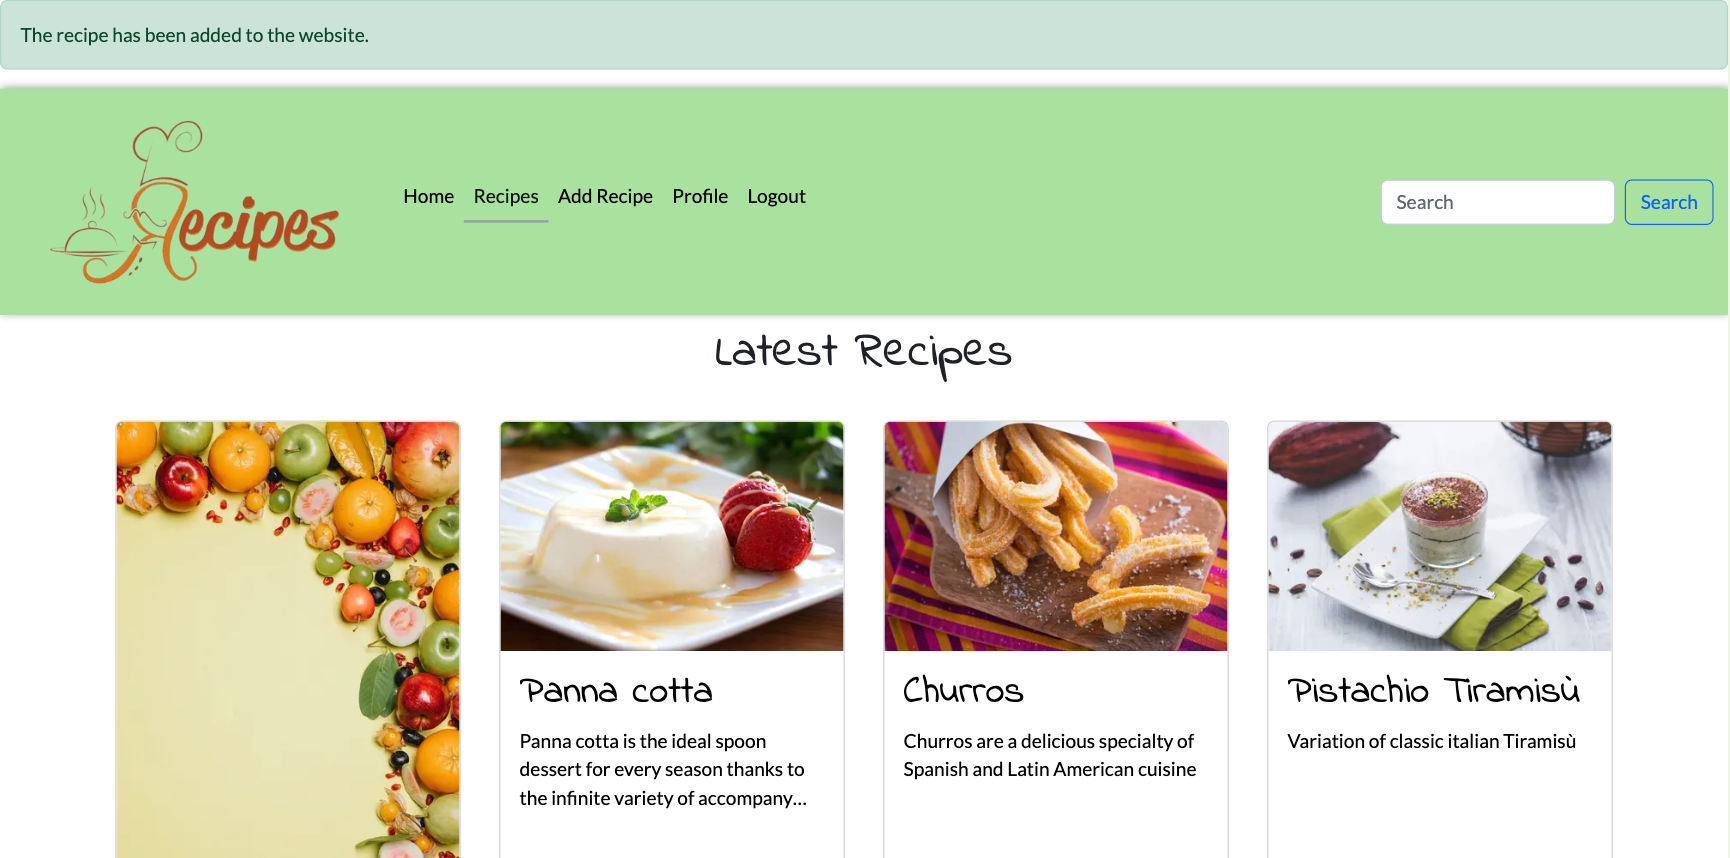 The recipe has been added to the website.
Recipes
Home Recipes Add Recipe Profile Logout
Search Search
Latest Recipes
Panna cotta
Panna cotta is the ideal spoon
dessert for every season thanks to
the infinite variety of accompany...
Churros
Churros are a delicious specialty of
Spanish and Latin American cuisine
Pistachio Tiramisù
Variation of classic italian Tiramisù